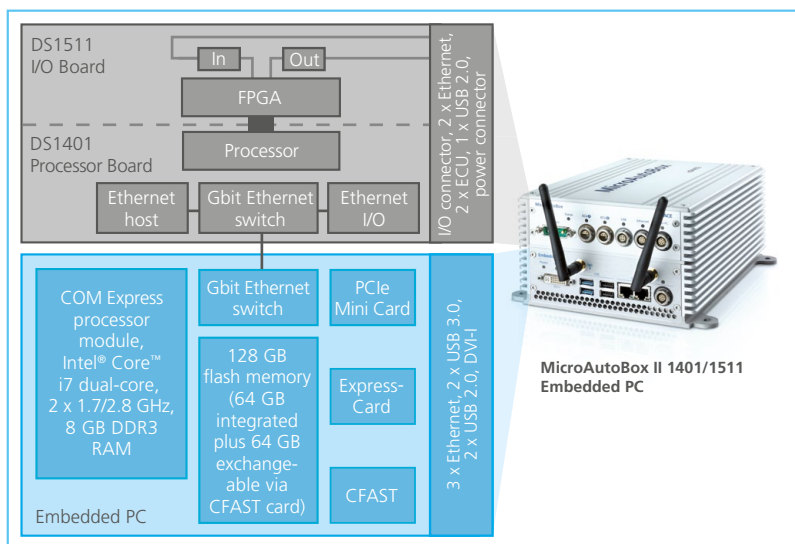 DS1511
I/O Board
In
Out
FPGA
DS1401
Processor Board
Processor
Ethernet
host
Gbit Ethernet
switch
Ethernet
I/O
I/O connector, 2 x Ethernet,
2 x ECU, 1 x USB 2.0,
power connector
COM Express
processor
module,
Intel® Core™
i7 dual-core,
2 x 1.7/2.8 GHz,
8 GB DDR3
RAM
Gbit Ethernet
switch
PCIe
Mini Card
128 GB
flash memory
(64 GB
integrated
plus 64 GB
exchange-
able via
CFAST card)
Express-
Card
CFAST
Embedded PC
3 x Ethernet, 2 x USB 3.0,
2 x USB 2.0, DVI-I
MicroAutoBox
MicroAutoBox II 1401/1511
Embedded PC